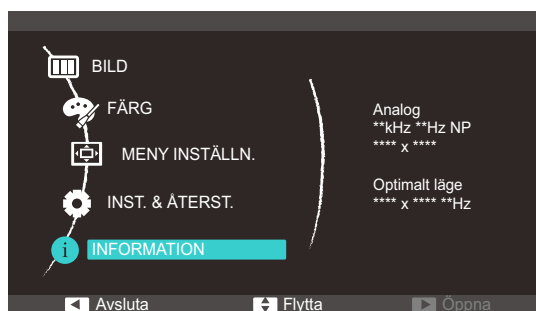 BILD
FÄRG
MENY INSTÄLLN.
INST. & ÅTERST.
i INFORMATION
Analog
**kHz **Hz NP
**** x ****
Optimalt läge
**** x **** **Hz
Avsluta
Flytta
Öppna